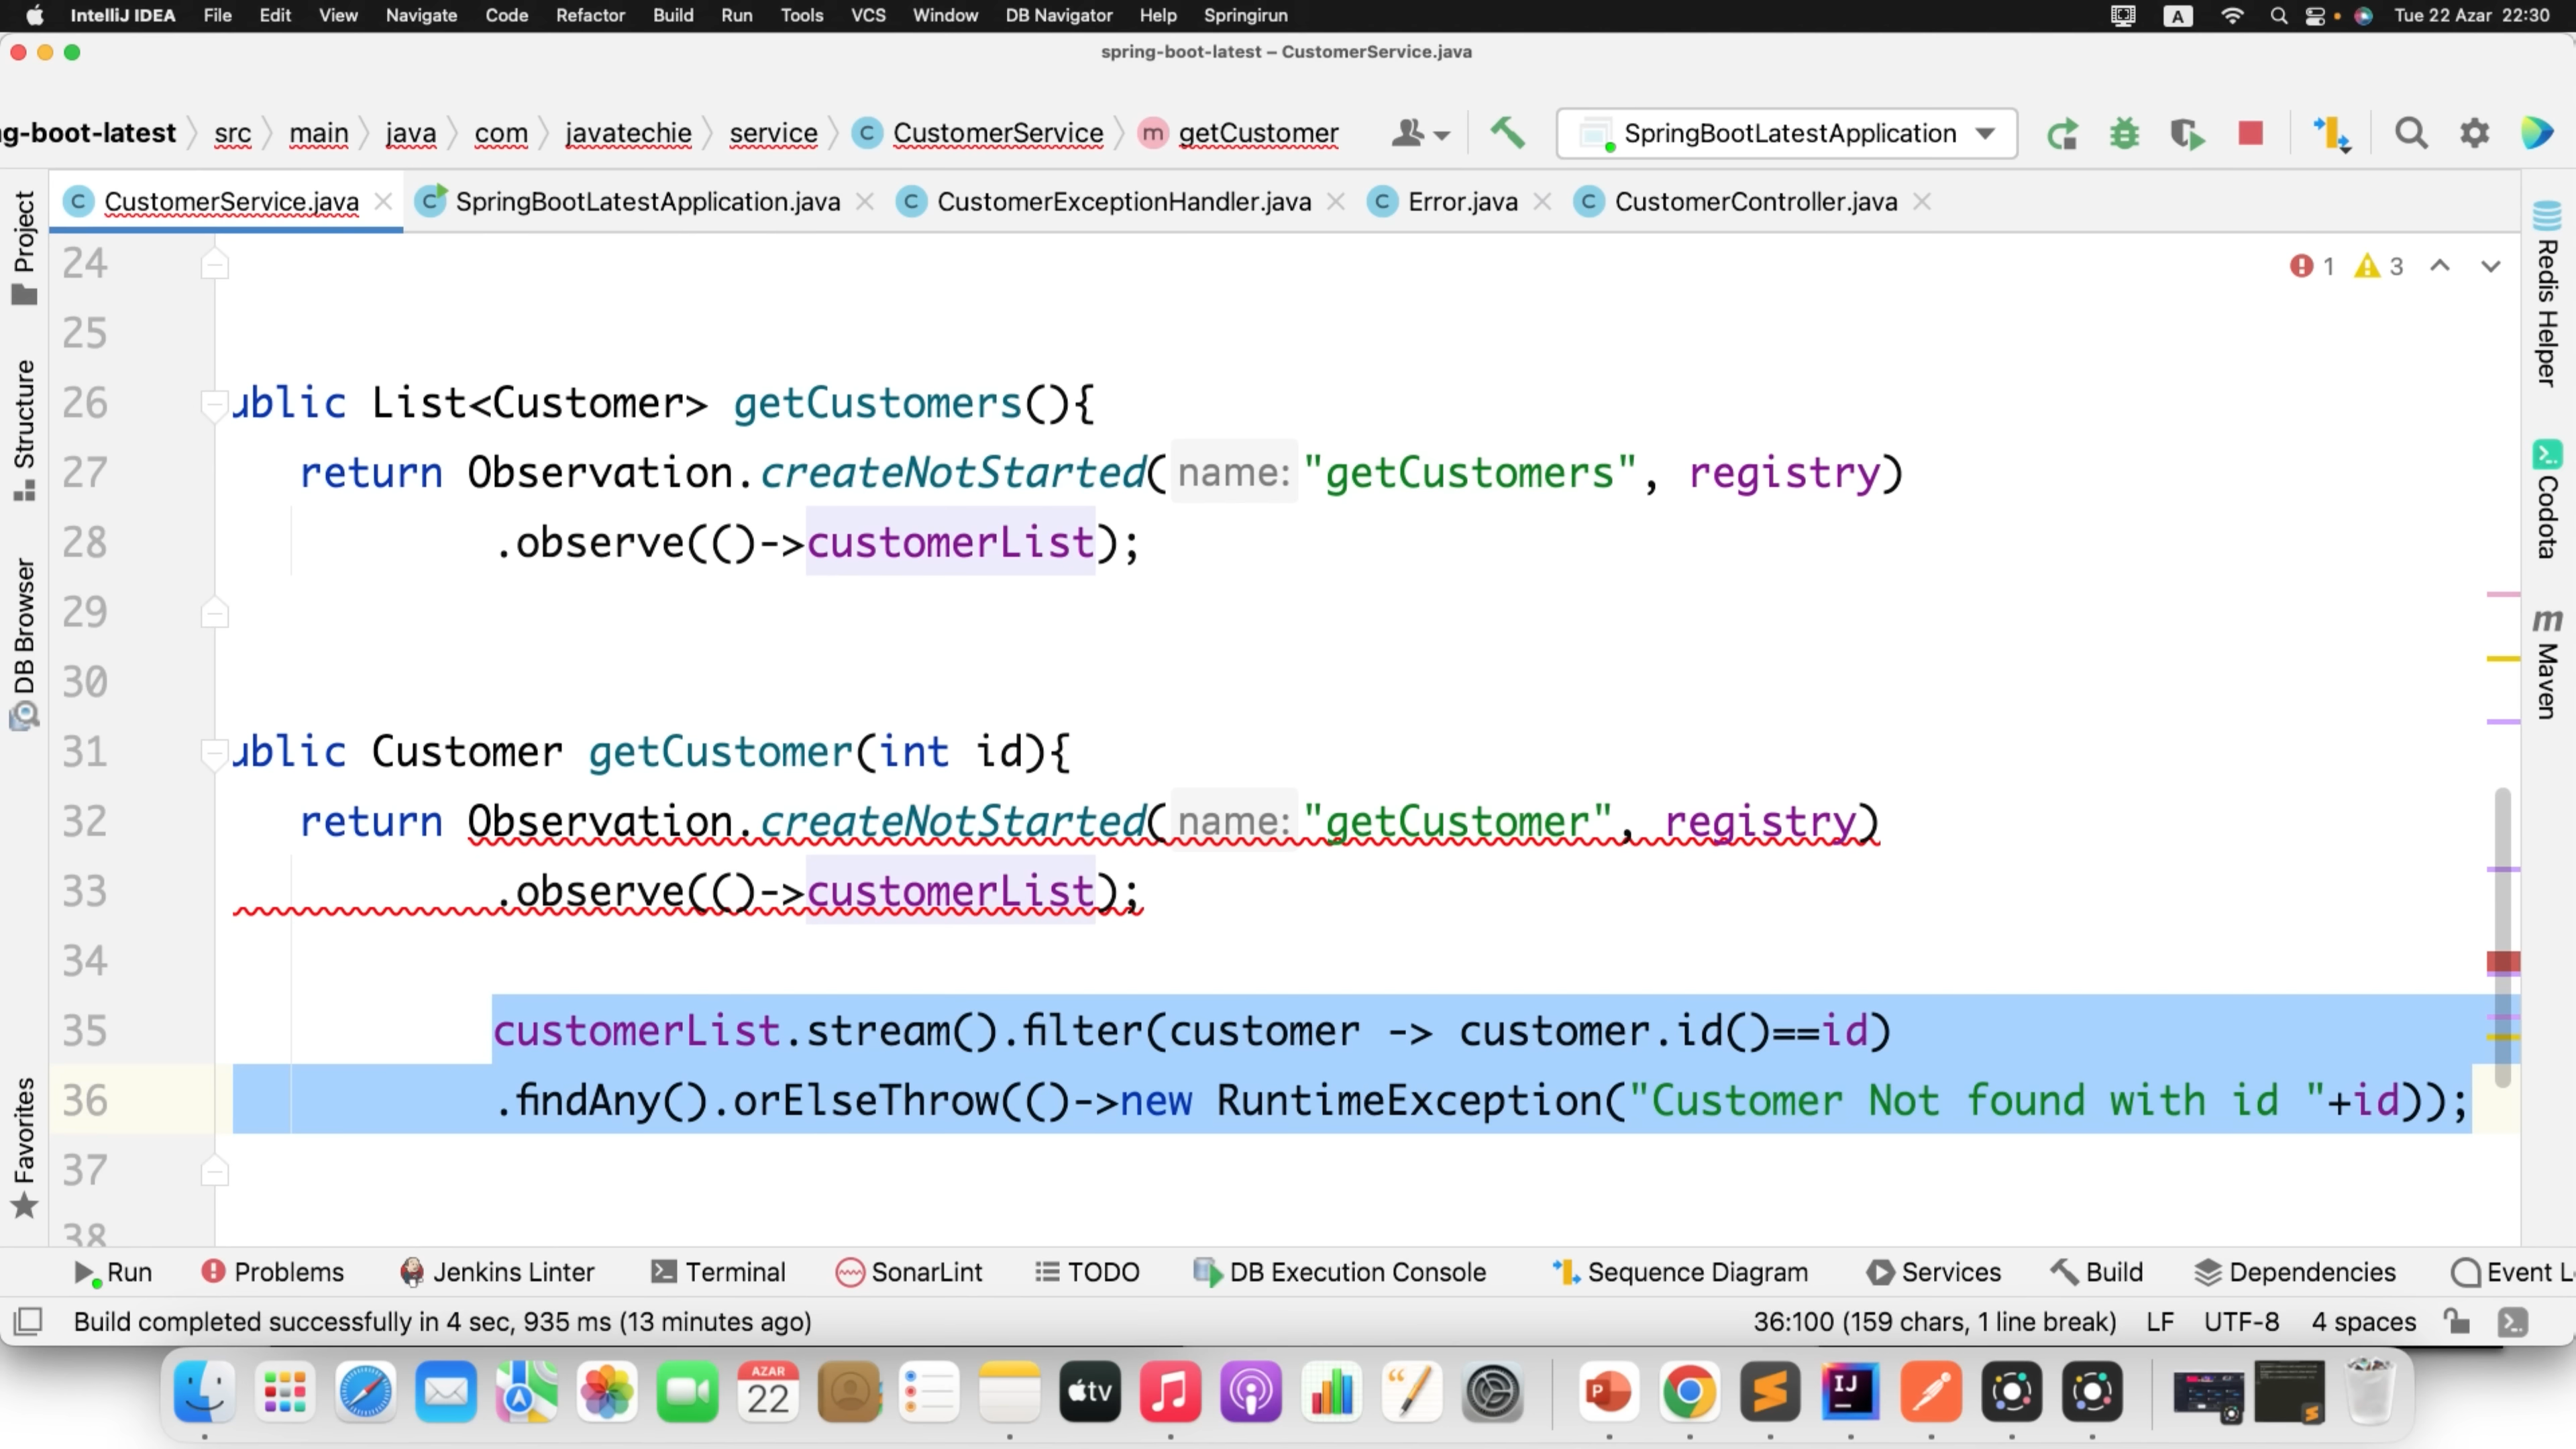 IntelliJ IDEA File Edit View Navigate Code Refactor Build Run Tools VCS Window DB Navigator Help Springirun A Tue 22 Azar 22:30
spring-boot-latest – CustomerService.java
ng-boot-latest src main java com javatechie service C CustomerService m getCustomer SpringBootLatestApplication
C CustomerService.java C SpringBootLatestApplication.java C CustomerExceptionHandler.java C Error.java C CustomerController.java
Project
Structure
DB Browser
Favorites
1 3
24
25
26 ublic List<Customer> getCustomers(){
27 return Observation.createNotStarted( name: "getCustomers", registry)
28 .observe(()->customerList);
29
30
31 ublic Customer getCustomer(int id){
32 return Observation.createNotStarted( name: "getCustomer", registry)
33 .observe(()->customerList);
34
35 customerList.stream().filter(customer -> customer.id()==id)
36 .findAny().orElseThrow(()->new RuntimeException("Customer Not found with id "+id));
37
38
Redis Helper
Codota
m Maven
Run Problems Jenkins Linter Terminal SonarLint TODO DB Execution Console Sequence Diagram Services Build Dependencies Event L
Build completed successfully in 4 sec, 935 ms (13 minutes ago) 36:100 (159 chars, 1 line break) LF UTF-8 4 spaces
AZAR
22
tv
P
IJ